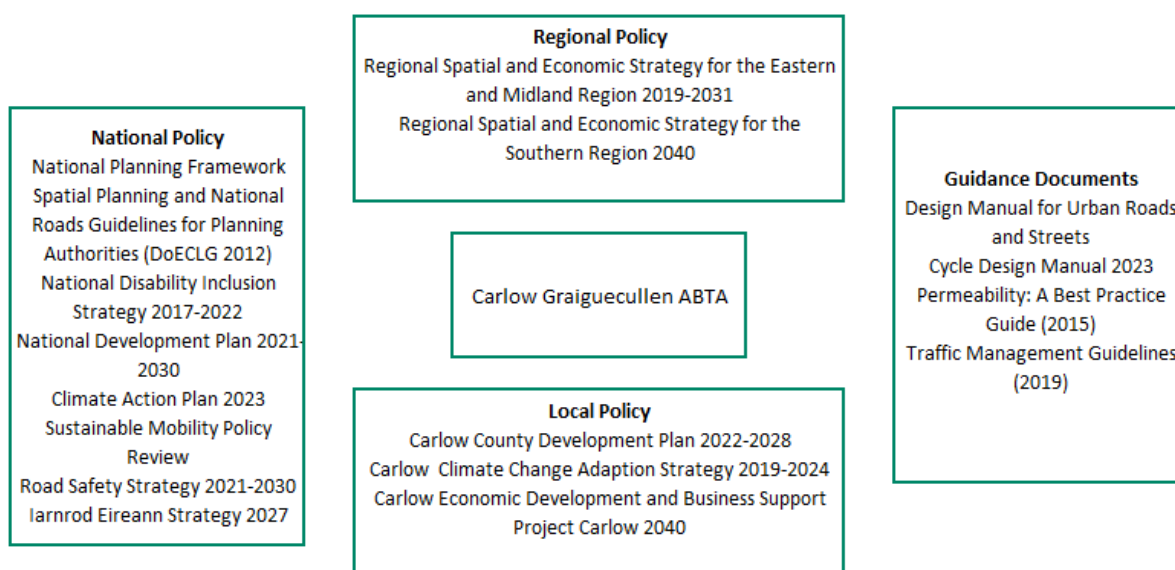 Regional Policy
Regional Spatial and Economic Strategy for the Eastern
and Midland Region 2019-2031
Regional Spatial and Economic Strategy for the
Southern Region 2040
National Policy
National Planning Framework
Spatial Planning and National
Roads Guidelines for Planning
Authorities (DoECLG 2012)
National Disability Inclusion
Strategy 2017-2022
National Development Plan 2021-
2030
Climate Action Plan 2023
Sustainable Mobility Policy
Review
Road Safety Strategy 2021-2030
Iarnrod Eireann Strategy 2027
Carlow Graiguecullen ABTA
Guidance Documents
Design Manual for Urban Roads
and Streets
Cycle Design Manual 2023
Permeability: A Best Practice
Guide (2015)
Traffic Management Guidelines
(2019)
Local Policy
Carlow County Development Plan 2022-2028
Carlow Climate Change Adaption Strategy 2019-2024
Carlow Economic Development and Business Support
Project Carlow 2040